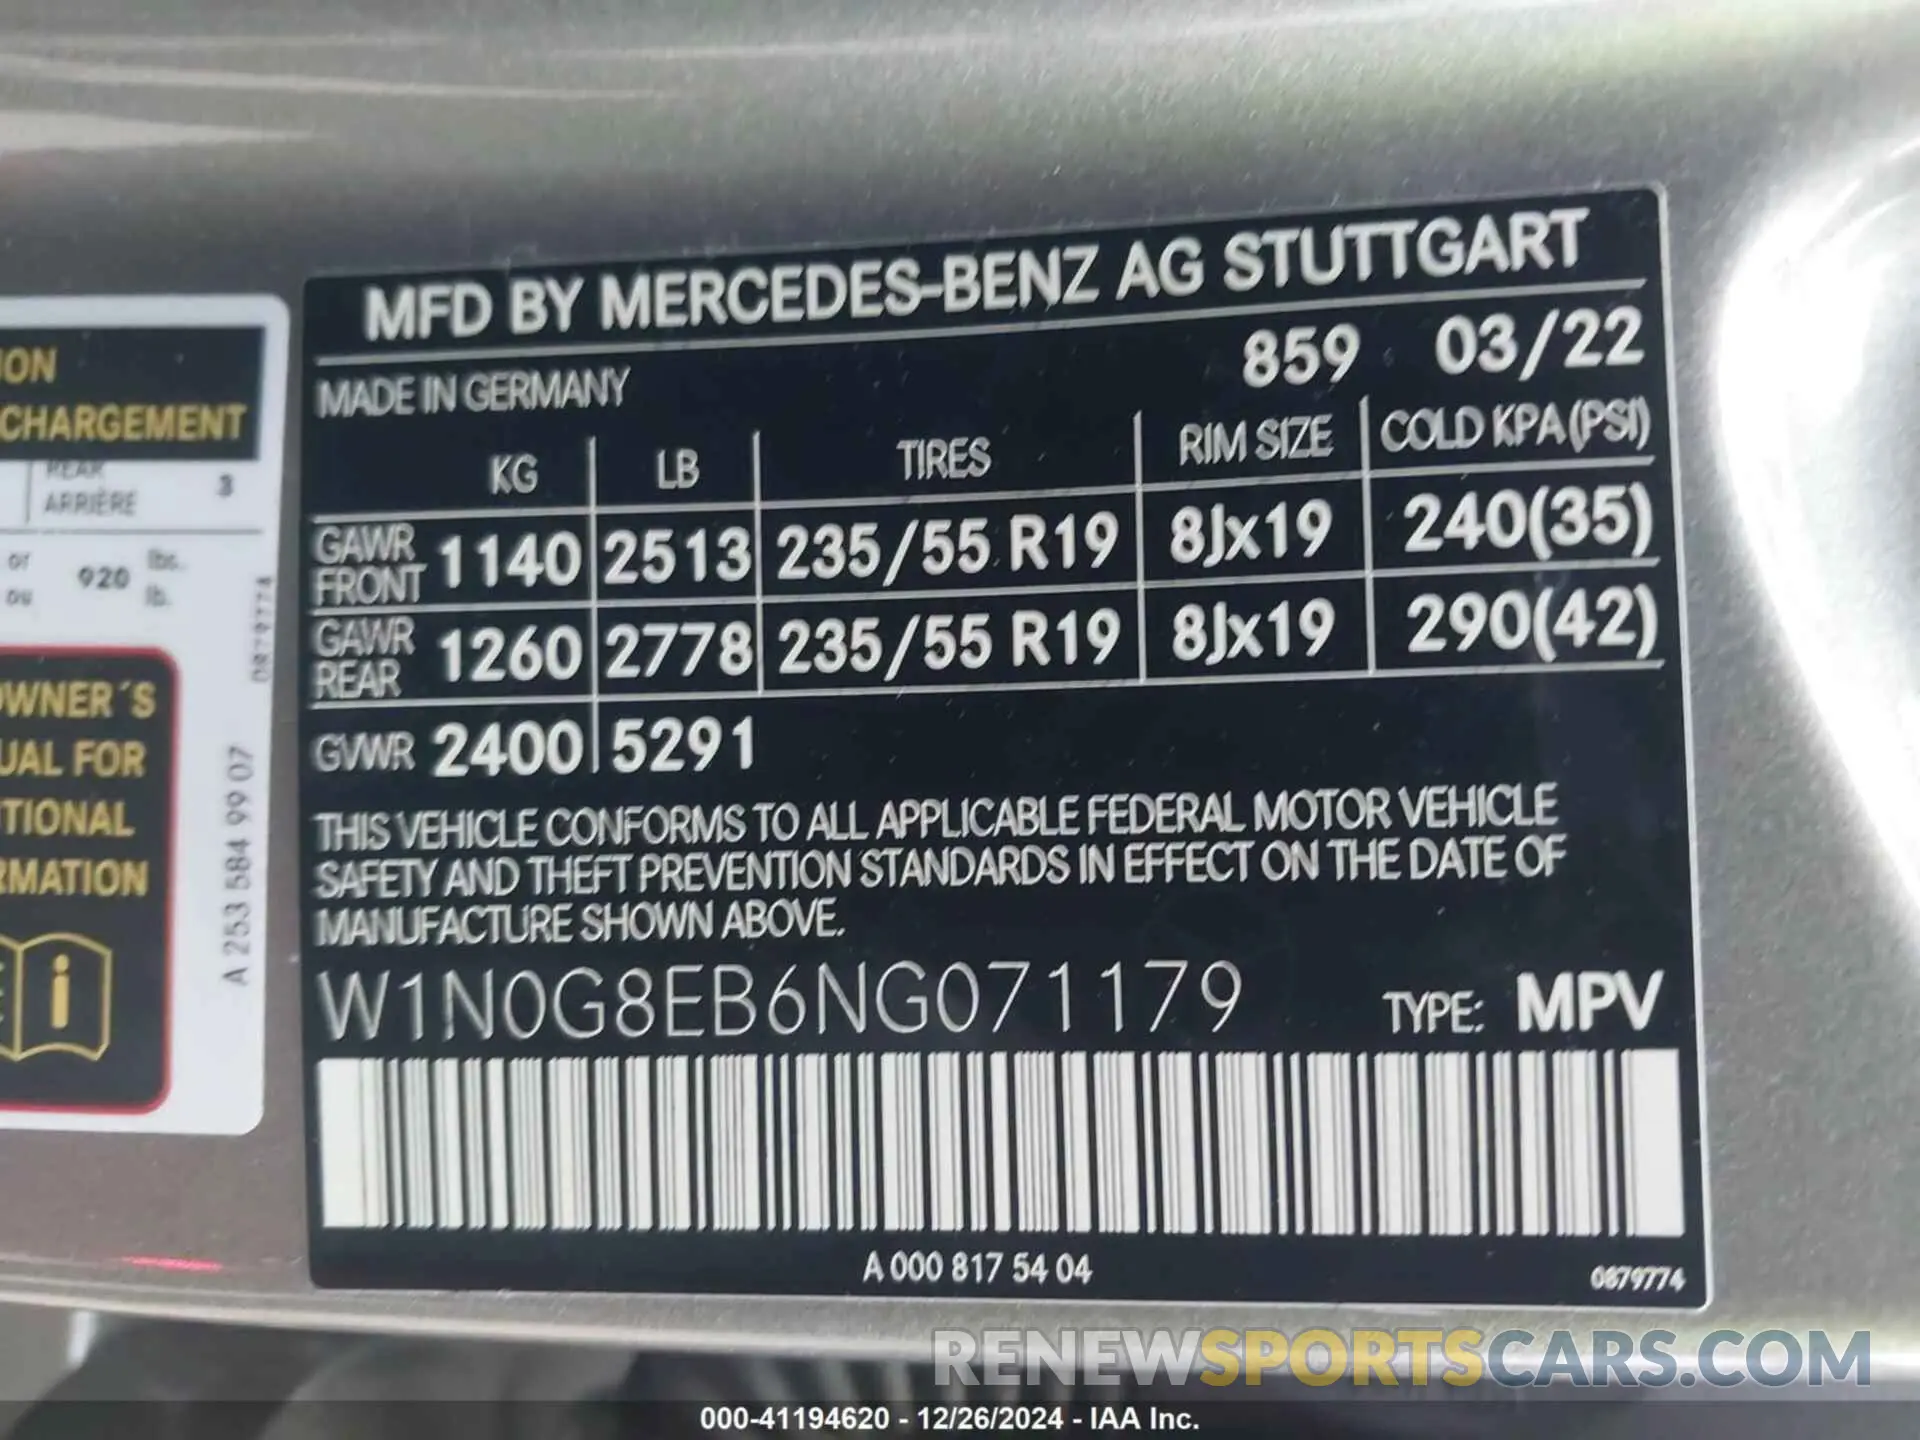 ION
CHARGEMENT
REAR
ARRIÈRE 3
or
ou 920 lbs.
lb.
0879774
OWNER´S
UAL FOR
TIONAL
RMATION
i
A 253 584 99 07
MFD BY MERCEDES-BENZ AG STUTTGART
859 03/22
MADE IN GERMANY
KG LB TIRES RIM SIZE COLD KPA (PSI)
GAWR FRONT 1140 2513 235/55 R19 8Jx19 240(35)
GAWR REAR 1260 2778 235/55 R19 8Jx19 290(42)
GVWR 2400 5291
THIS VEHICLE CONFORMS TO ALL APPLICABLE FEDERAL MOTOR VEHICLE
SAFETY AND THEFT PREVENTION STANDARDS IN EFFECT ON THE DATE OF
MANUFACTURE SHOWN ABOVE.
W1N0G8EB6NG071179 TYPE: MPV
A 000 817 54 04
0879774
RENEWSPORTSCARS.COM
000-41194620 - 12/26/2024 - IAA Inc.